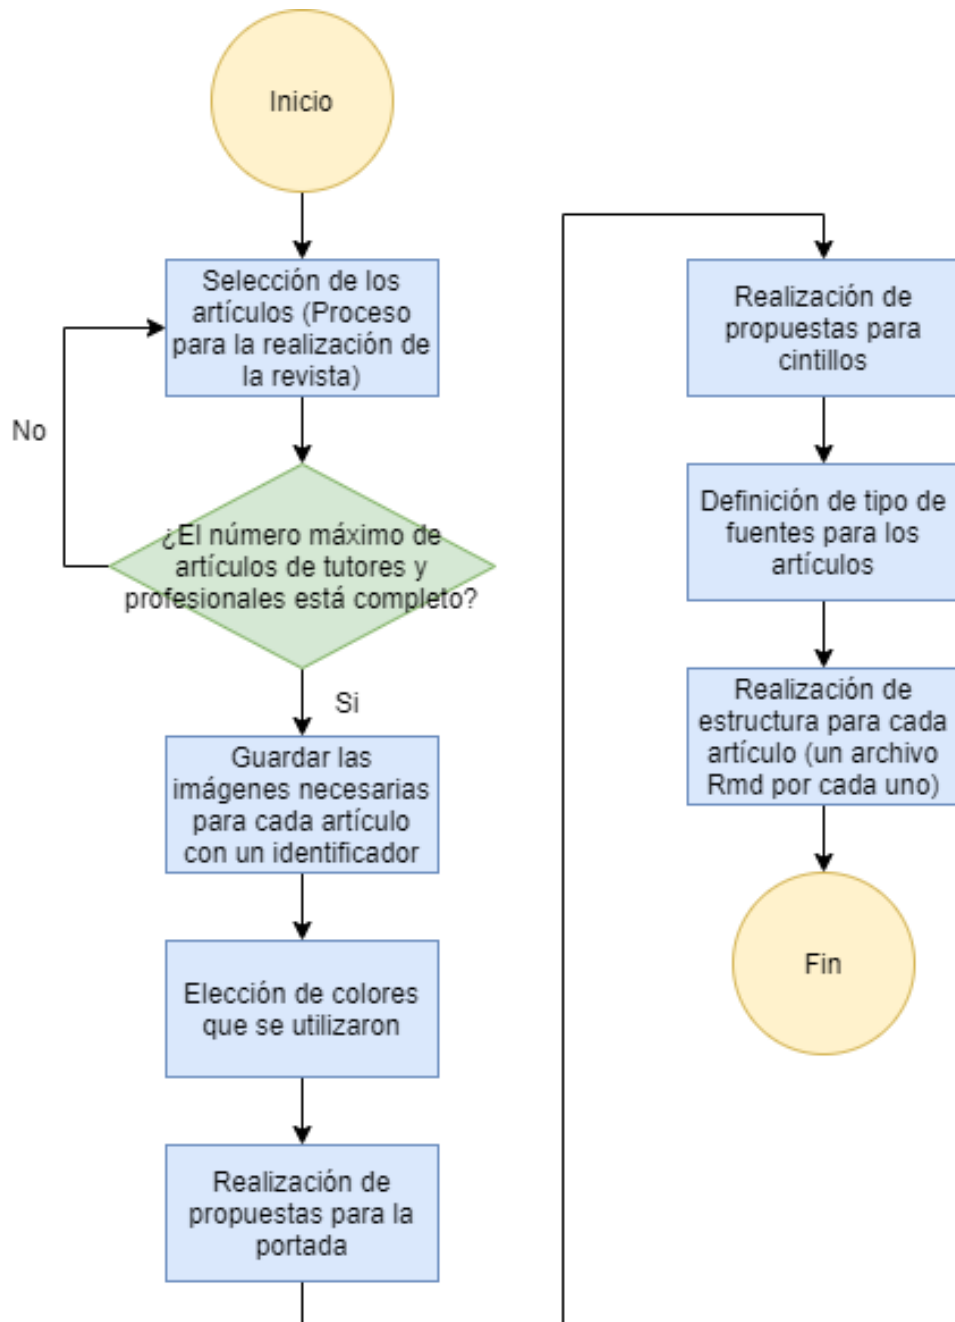 Inicio
Selección de los
artículos (Proceso
para la realización de
la revista)
No
¿El número máximo de
artículos de tutores y
profesionales está completo?
Si
Guardar las
imágenes necesarias
para cada artículo
con un identificador
Elección de colores
que se utilizaron
Realización de
propuestas para la
portada
Realización de
propuestas para
cintillos
Definición de tipo de
fuentes para los
artículos
Realización de
estructura para cada
artículo (un archivo
Rmd por cada uno)
Fin